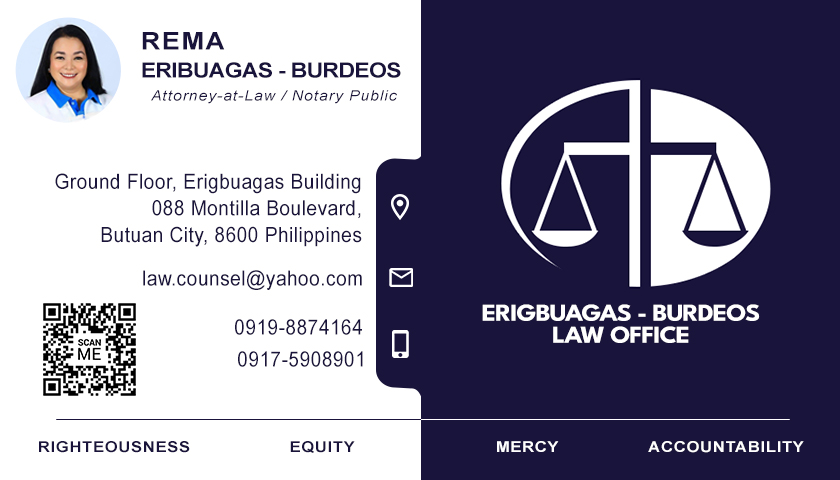 REMA
ERIBUAGAS - BURDEOS
Attorney-at-Law / Notary Public
Ground Floor, Erigbuagas Building
088 Montilla Boulevard,
Butuan City, 8600 Philippines
law.counsel@yahoo.com
0919-8874164
0917-5908901
SCAN
ME
ERIGBUAGAS - BURDEOS
LAW OFFICE
RIGHTEOUSNESS
EQUITY
MERCY
ACCOUNTABILITY